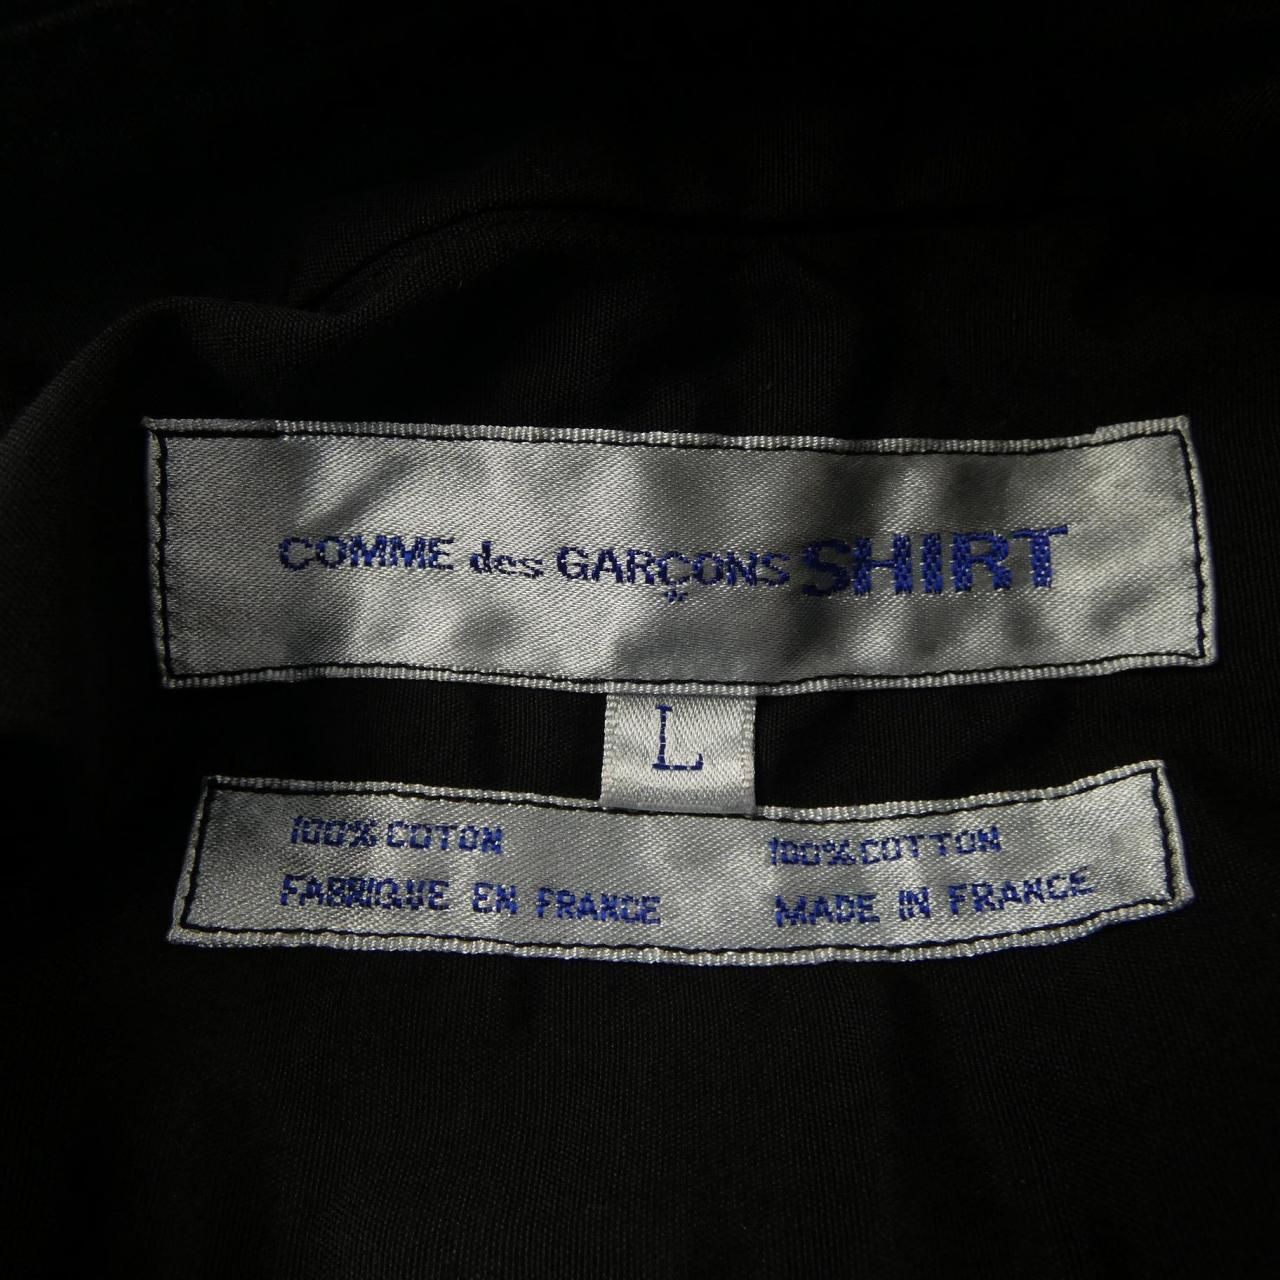 COMME des GARÇONS SHIRT
L
100% COTON
FABRIQUE EN FRANCE
100% COTTON
MADE IN FRANCE